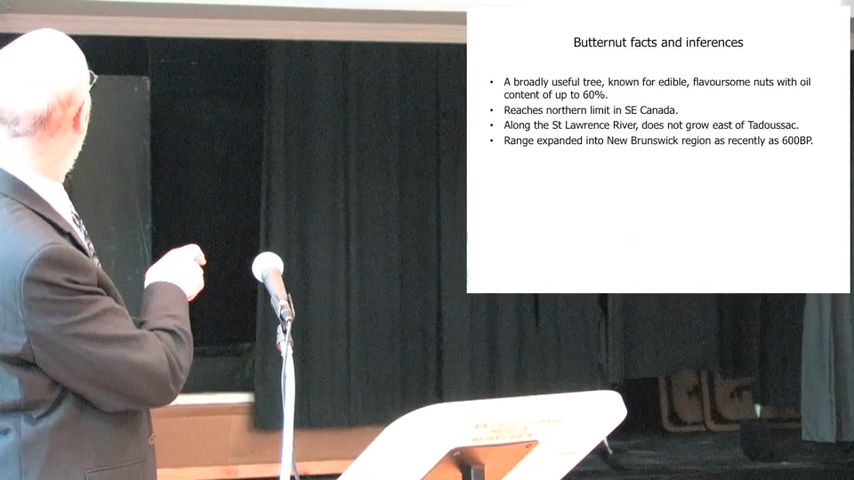 Butternut facts and inferences
• A broadly useful tree, known for edible, flavoursome nuts with oil
content of up to 60%.
• Reaches northern limit in SE Canada.
• Along the St Lawrence River, does not grow east of Tadoussac.
• Range expanded into New Brunswick region as recently as 600BP.